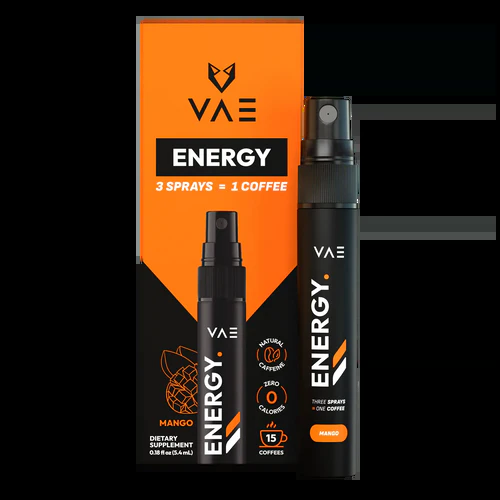 VAE
ENERGY
3 SPRAYS = 1 COFFEE
VAE
ENERGY.
MANGO
DIETARY
SUPPLEMENT
0.18 fl oz (5.4 mL)
NATURAL
CAFFEINE
ZERO
0
CALORIES
15
COFFEES
VAE
ENERGY.
THREE SPRAYS
= ONE COFFEE
MANGO